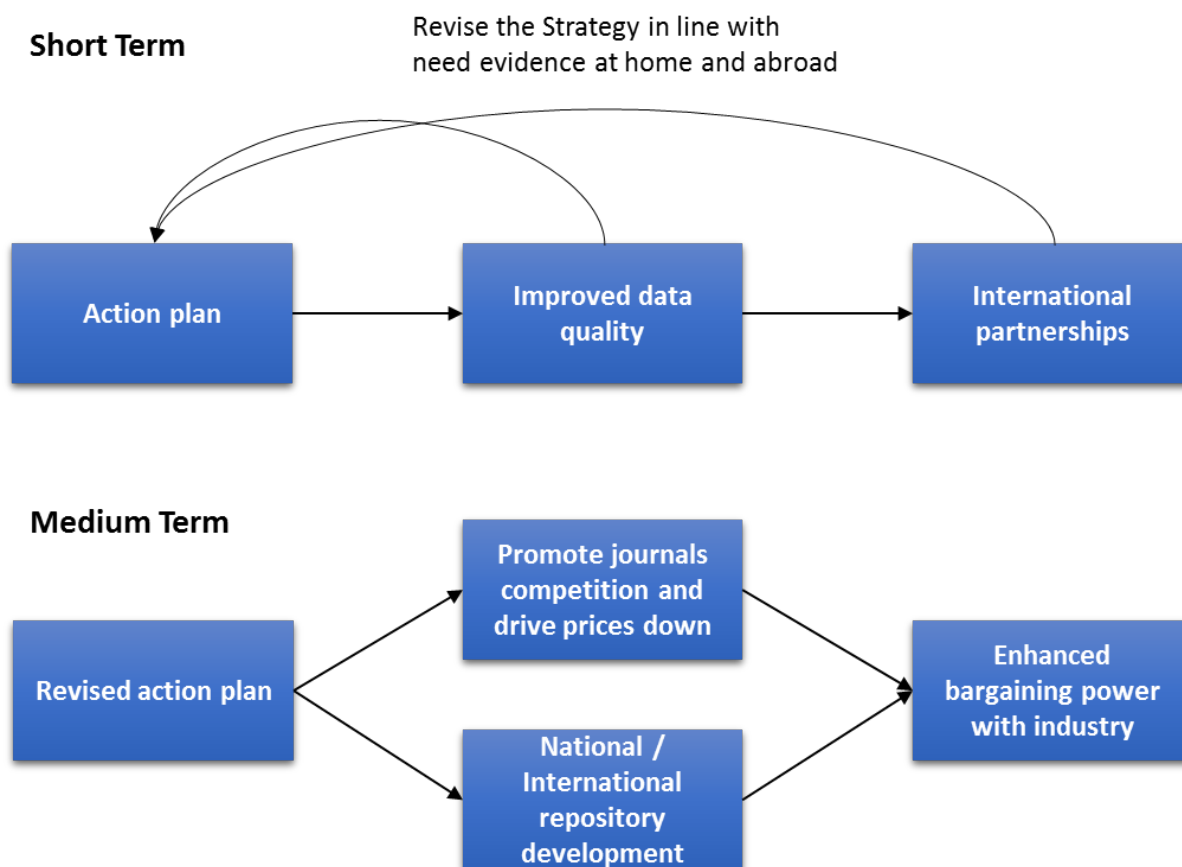 Short Term
Revise the Strategy in line with
need evidence at home and abroad
Action plan
Improved data
quality
International
partnerships
Medium Term
Revised action plan
Promote journals
competition and
drive prices down
National /
International
repository
development
Enhanced
bargaining power
with industry